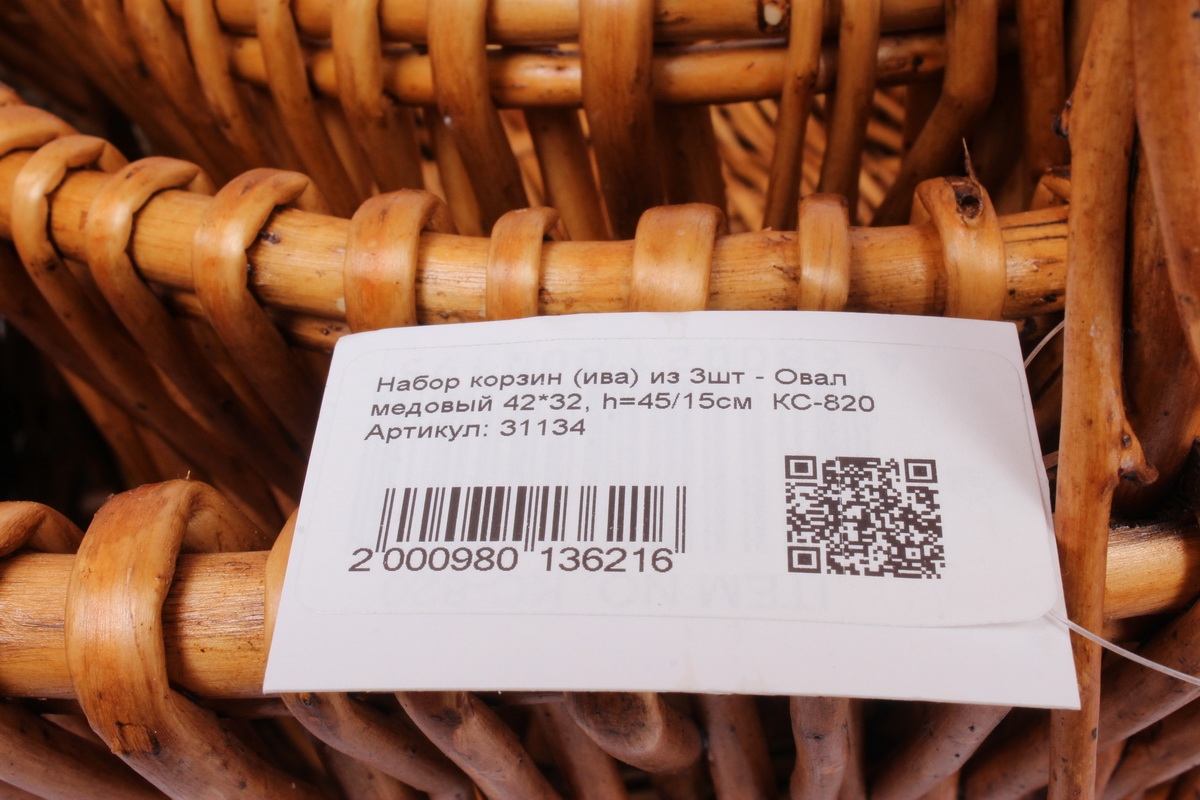 Набор корзин (ива) из 3шт - Овал
медовый 42*32, h=45/15см КС-820
Артикул: 31134
2 000980 136216